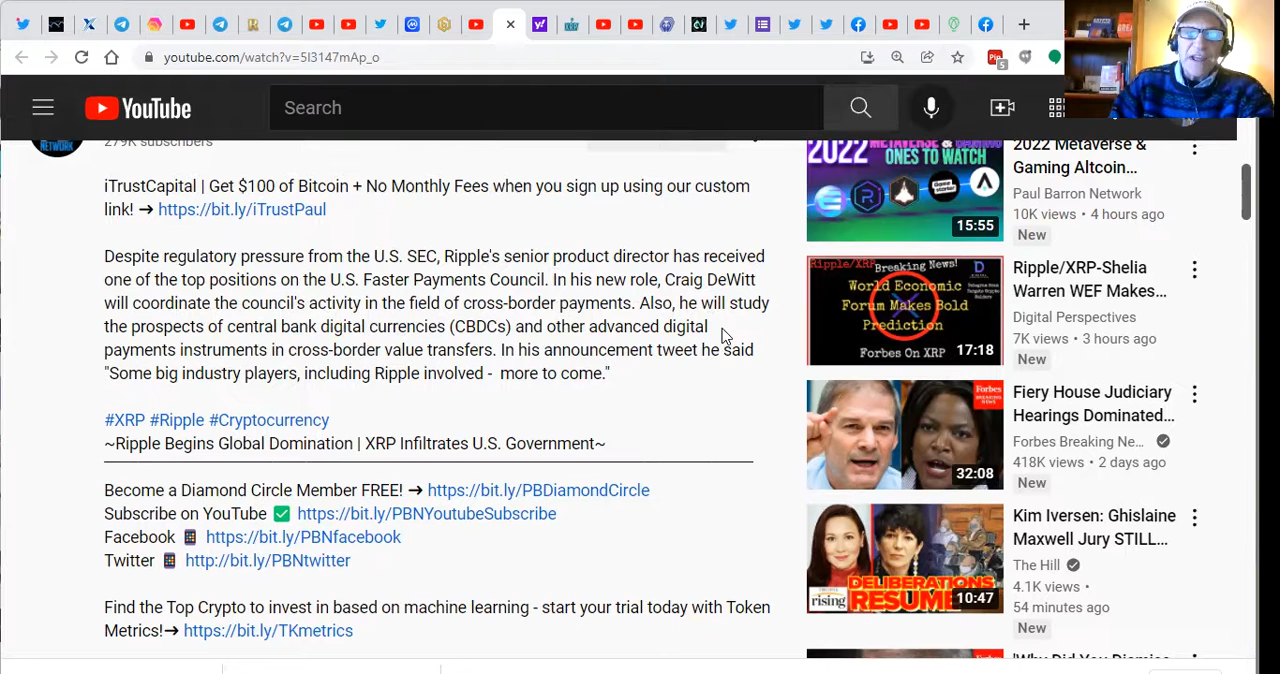 youtube.com/watch?v=5I3147mAp_o
YouTube
Search
NETWORK
279K subscribers
iTrustCapital | Get $100 of Bitcoin + No Monthly Fees when you sign up using our custom
link! → https://bit.ly/iTrustPaul
Despite regulatory pressure from the U.S. SEC, Ripple's senior product director has received
one of the top positions on the U.S. Faster Payments Council. In his new role, Craig DeWitt
will coordinate the council's activity in the field of cross-border payments. Also, he will study
the prospects of central bank digital currencies (CBDCs) and other advanced digital
payments instruments in cross-border value transfers. In his announcement tweet he said
"Some big industry players, including Ripple involved - more to come."
#XRP #Ripple #Cryptocurrency
~Ripple Begins Global Domination | XRP Infiltrates U.S. Government~
Become a Diamond Circle Member FREE! → https://bit.ly/PBDiamondCircle
Subscribe on YouTube ✅ https://bit.ly/PBNYoutubeSubscribe
Facebook 📱 https://bit.ly/PBNfacebook
Twitter 📱 http://bit.ly/PBNtwitter
Find the Top Crypto to invest in based on machine learning - start your trial today with Token
Metrics!→ https://bit.ly/TKmetrics
2022 METAVERSE &
ONES TO WATCH
15:55
2022 Metaverse &
Gaming Altcoin...
Paul Barron Network
10K views • 4 hours ago
New
Ripple/XRP
Breaking News!
World Economic
Forum Makes Bold
Prediction
Forbes On XRP
17:18
Ripple/XRP-Shelia
Warren WEF Makes...
Digital Perspectives
7K views • 3 hours ago
New
Forbes
32:08
Fiery House Judiciary
Hearings Dominated...
Forbes Breaking Ne...
418K views • 2 days ago
New
rising
DELIBERATIONS
RESUME
10:47
Kim Iversen: Ghislaine
Maxwell Jury STILL...
The Hill
4.1K views •
54 minutes ago
New
'Why Did You Dismiss